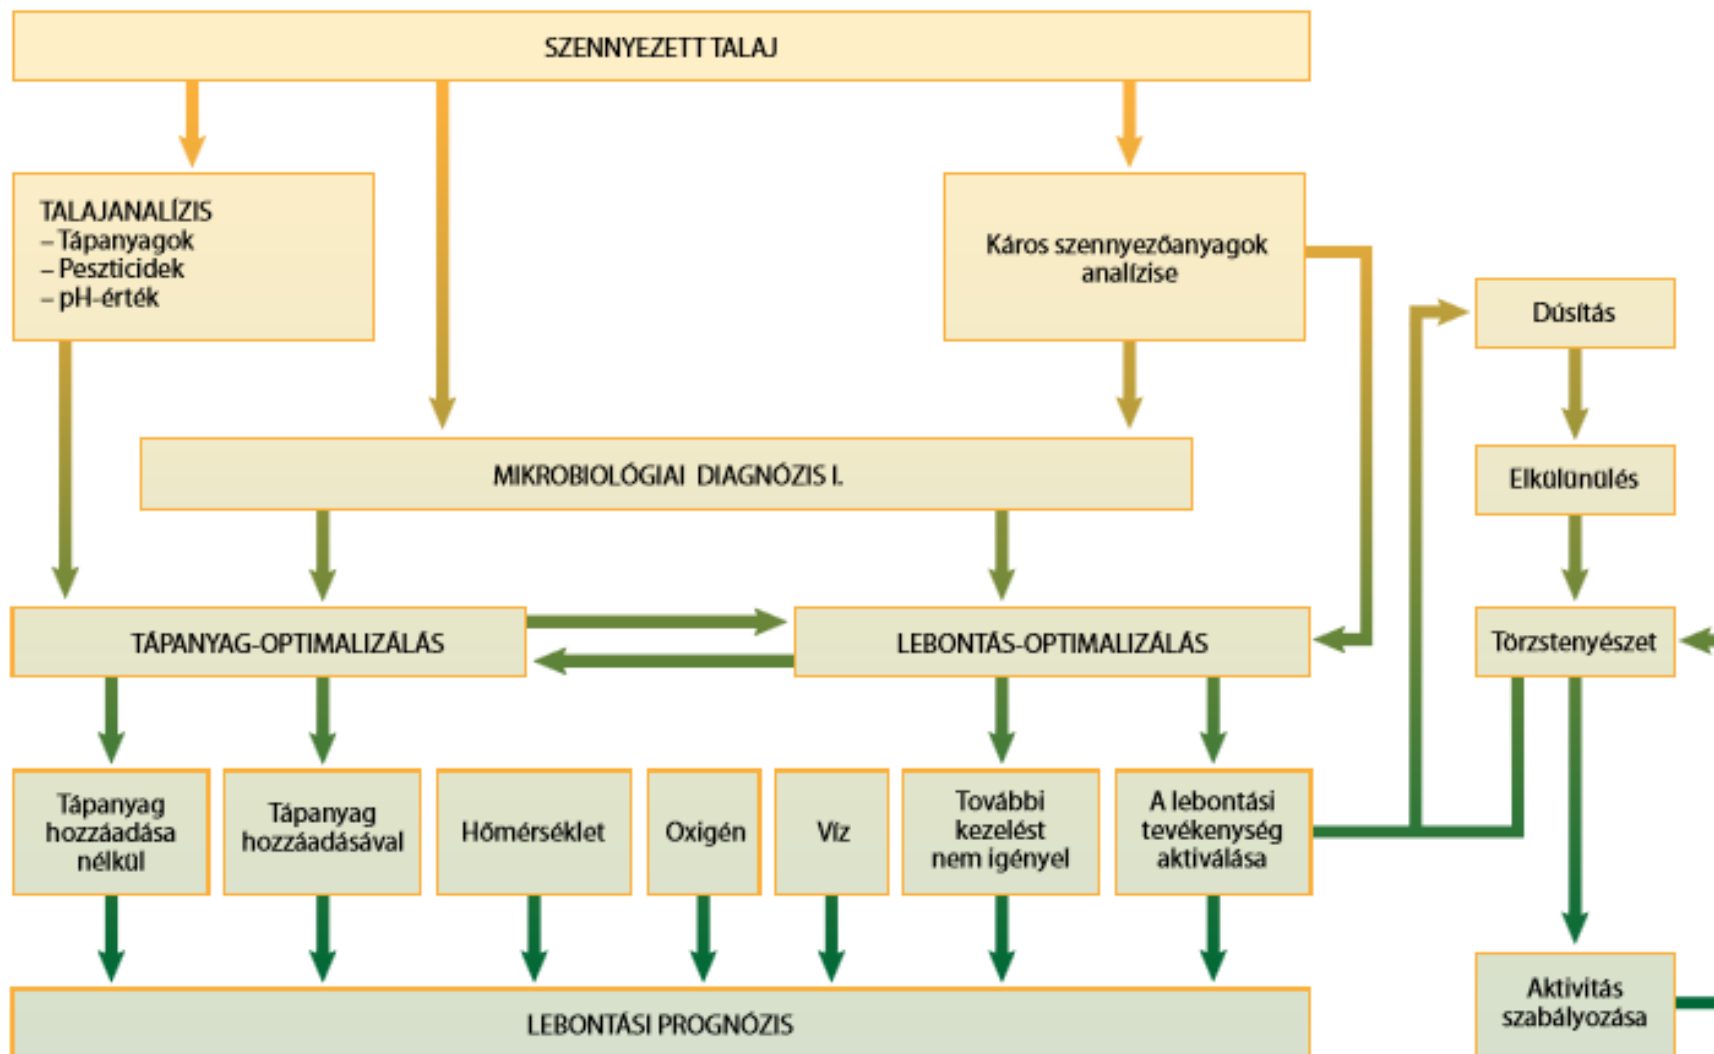 SZENNYEZETT TALAJ
TALAJANALÍZIS
– Tápanyagok
– Peszticidek
– pH-érték
Káros szennyezőanyagok
analízise
Dúsítás
MIKROBIOLÓGIAI DIAGNÓZIS I.
Elkülönülés
TÁPANYAG-OPTIMALIZÁLÁS
LEBONTÁS-OPTIMALIZÁLÁS
Törzstenyészet
Tápanyag
hozzáadása
nélkül
Tápanyag
hozzáadásával
Hőmérséklet
Oxigén
Víz
További
kezelést
nem igényel
A lebontási
tevékenység
aktiválása
LEBONTÁSI PROGNÓZIS
Aktivitás
szabályozása